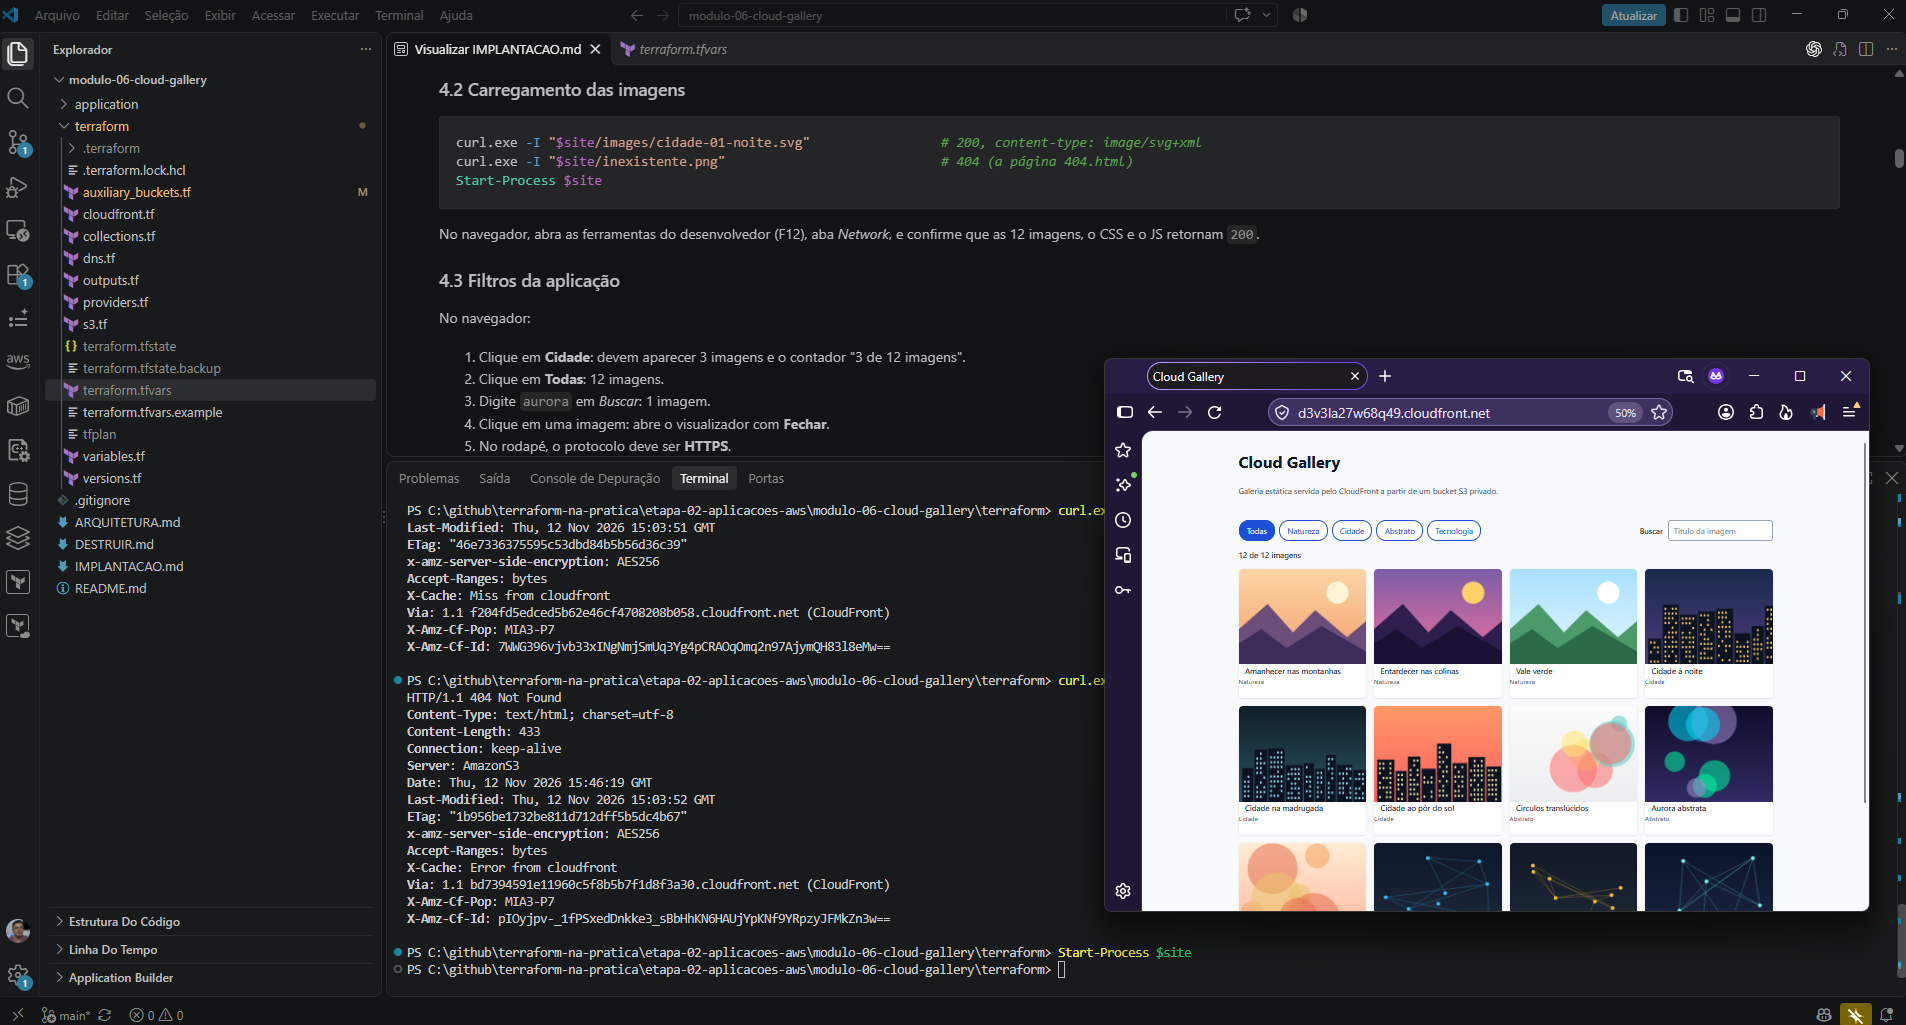 Arquivo Editar Seleção Exibir Acessar Executar Terminal Ajuda
modulo-06-cloud-gallery
Atualizar
Explorador
modulo-06-cloud-gallery
application
terraform
.terraform
.terraform.lock.hcl
auxiliary_buckets.tf M
cloudfront.tf
collections.tf
dns.tf
outputs.tf
providers.tf
s3.tf
terraform.tfstate
terraform.tfstate.backup
terraform.tfvars
terraform.tfvars.example
tfplan
variables.tf
versions.tf
.gitignore
ARQUITETURA.md
DESTRUIR.md
IMPLANTACAO.md
README.md
Estrutura Do Código
Linha Do Tempo
Application Builder
aws
1
1
1
Visualizar IMPLANTACAO.md
terraform.tfvars
4.2 Carregamento das imagens
curl.exe -I "$site/images/cidade-01-noite.svg" # 200, content-type: image/svg+xml
curl.exe -I "$site/inexistente.png" # 404 (a página 404.html)
Start-Process $site
No navegador, abra as ferramentas do desenvolvedor (F12), aba Network, e confirme que as 12 imagens, o CSS e o JS retornam 200.
4.3 Filtros da aplicação
No navegador:
1. Clique em Cidade: devem aparecer 3 imagens e o contador "3 de 12 imagens".
2. Clique em Todas: 12 imagens.
3. Digite aurora em Buscar: 1 imagem.
4. Clique em uma imagem: abre o visualizador com Fechar.
5. No rodapé, o protocolo deve ser HTTPS.
Problemas Saída Console de Depuração Terminal Portas
PS C:\github\terraform-na-pratica\etapa-02-aplicacoes-aws\modulo-06-cloud-gallery\terraform> curl.ex
Last-Modified: Thu, 12 Nov 2026 15:03:51 GMT
ETag: "46e7336375595c53dbd84b5b56d36c39"
x-amz-server-side-encryption: AES256
Accept-Ranges: bytes
X-Cache: Miss from cloudfront
Via: 1.1 f204fd5edced5b62e46cf4708208b058.cloudfront.net (CloudFront)
X-Amz-Cf-Pop: MIA3-P7
X-Amz-Cf-Id: 7WWG396vjvb33xINgNmjSmUq3Yg4pCRAOqOmq2n97AjymQH83l8eMw==
PS C:\github\terraform-na-pratica\etapa-02-aplicacoes-aws\modulo-06-cloud-gallery\terraform> curl.ex
HTTP/1.1 404 Not Found
Content-Type: text/html; charset=utf-8
Content-Length: 433
Connection: keep-alive
Server: AmazonS3
Date: Thu, 12 Nov 2026 15:46:19 GMT
Last-Modified: Thu, 12 Nov 2026 15:03:52 GMT
ETag: "1b956be1732be811d712dff5b5dc4b67"
x-amz-server-side-encryption: AES256
Accept-Ranges: bytes
X-Cache: Error from cloudfront
Via: 1.1 bd7394591e11960c5f8b5b7f1d8f3a30.cloudfront.net (CloudFront)
X-Amz-Cf-Pop: MIA3-P7
X-Amz-Cf-Id: pIOyjpv-_1fPSxedDnkke3_sBbHhKN6HAUjYpKNf9YRpzyJFMkZn3w==
PS C:\github\terraform-na-pratica\etapa-02-aplicacoes-aws\modulo-06-cloud-gallery\terraform> Start-Process $site
PS C:\github\terraform-na-pratica\etapa-02-aplicacoes-aws\modulo-06-cloud-gallery\terraform>
Cloud Gallery
d3v3la27w68q49.cloudfront.net 50%
Cloud Gallery
Galeria estática servida pelo CloudFront a partir de um bucket S3 privado.
Todas Natureza Cidade Abstrato Tecnologia Buscar Título da imagem
12 de 12 imagens
Amanhecer nas montanhas
Natureza
Entardecer nas colinas
Natureza
Vale verde
Natureza
Cidade à noite
Cidade
Cidade na madrugada
Cidade
Cidade ao pôr do sol
Cidade
Círculos translúcidos
Abstrato
Aurora abstrata
Abstrato
main* 0 0
1